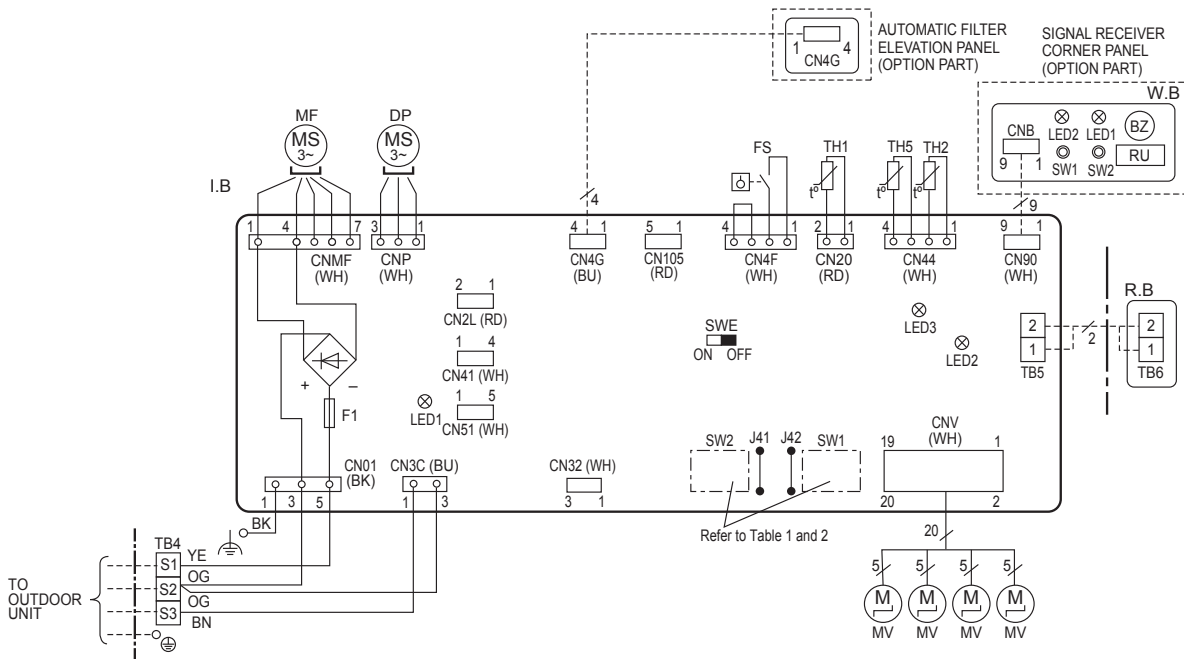 AUTOMATIC FILTER
ELEVATION PANEL
(OPTION PART)
1 4
CN4G
SIGNAL RECEIVER
CORNER PANEL
(OPTION PART)
W.B
CNB
9 1
LED2 LED1
BZ
SW1 SW2
RU
MF DP
MS
3~
MS
3~
FS TH1 TH5 TH2
t° t° t°
I.B
4 9
1 4 7
CNMF
(WH)
3 1
CNP
(WH)
4 1
CN4G
(BU)
5 1
CN105
(RD)
4 1
CN4F
(WH)
2 1
CN20
(RD)
4 1
CN44
(WH)
9 1
CN90
(WH)
R.B
2 1
CN2L (RD)
1 4
CN41 (WH)
1 5
CN51 (WH)
LED1
+ –
F1
SWE
ON OFF
LED3
LED2
2
1
TB5
2
2
1
TB6
CN01
(BK)
1 3 5
CN3C (BU)
1 3
CN32 (WH)
3 1
SW2 J41 J42 SW1
Refer to Table 1 and 2
CNV
(WH)
19 1
20 2
20
5 5 5 5
M M M M
MV MV MV MV
BK
TB4
S1 YE
OG
S2
OG
S3 BN
TO
OUTDOOR
UNIT